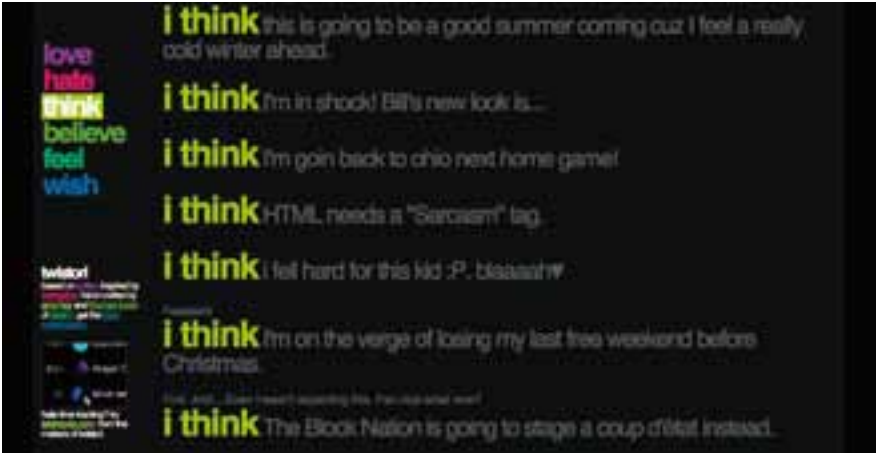 love
hate
think
believe
feel
wish
i think this is going to be a good summer coming cuz I feel a really
cold winter ahead.
i think I'm in shock! Bill's new look is...
i think I'm goin back to ohio next home game!
i think HTML needs a "Sarcasm" tag.
i think i fell hard for this kid :P. blaaaah♥
i think I'm on the verge of losing my last free weekend before
Christmas.
i think The Block Nation is going to stage a coup d'état instead.
twistori